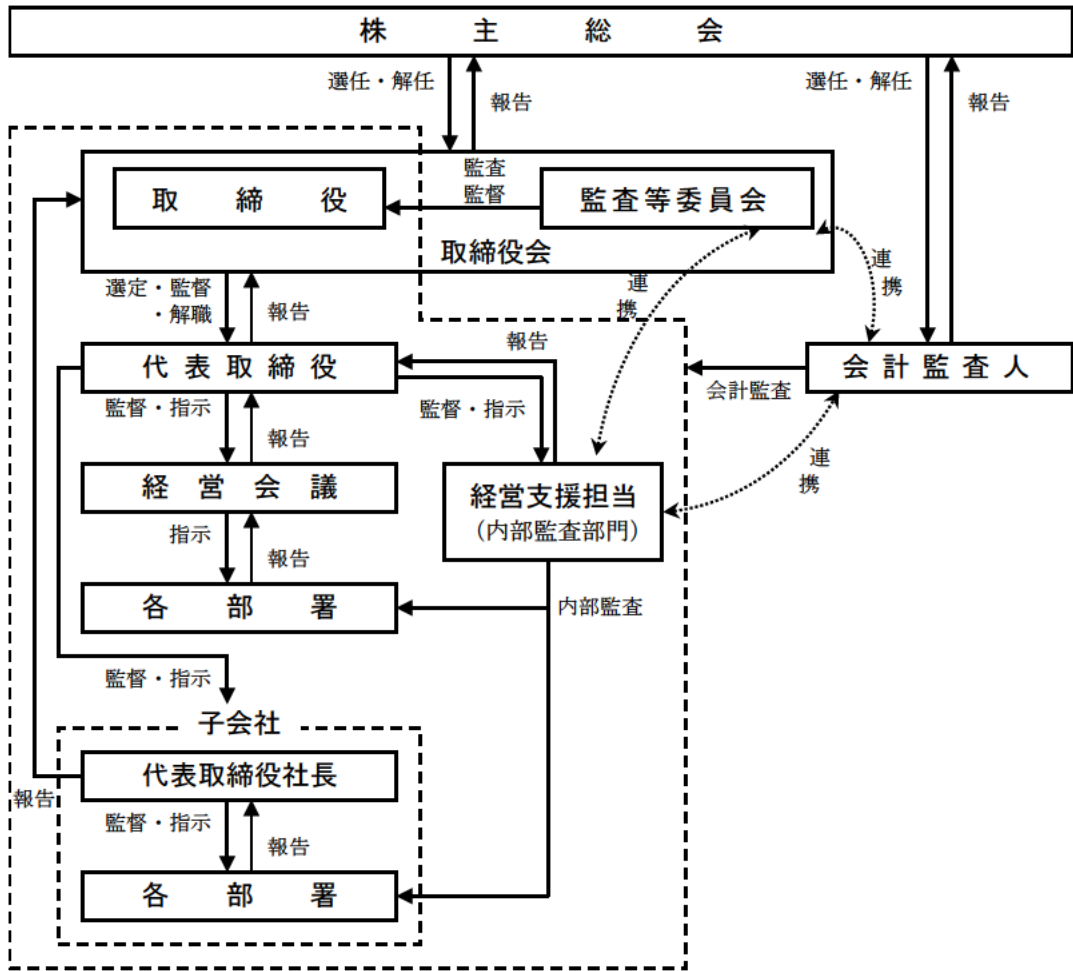 株主総会
選任・解任
報告
選任・解任
報告
監査
監督
取締役
監査等委員会
取締役会
連
携
連
携
選定・監督
・解職
報告
報告
代表取締役
会計監査人
会計監査
監督・指示
報告
監督・指示
連
携
経営会議
経営支援担当
（内部監査部門）
指示
報告
各部署
内部監査
監督・指示
子会社
代表取締役社長
報告
監督・指示
報告
各部署